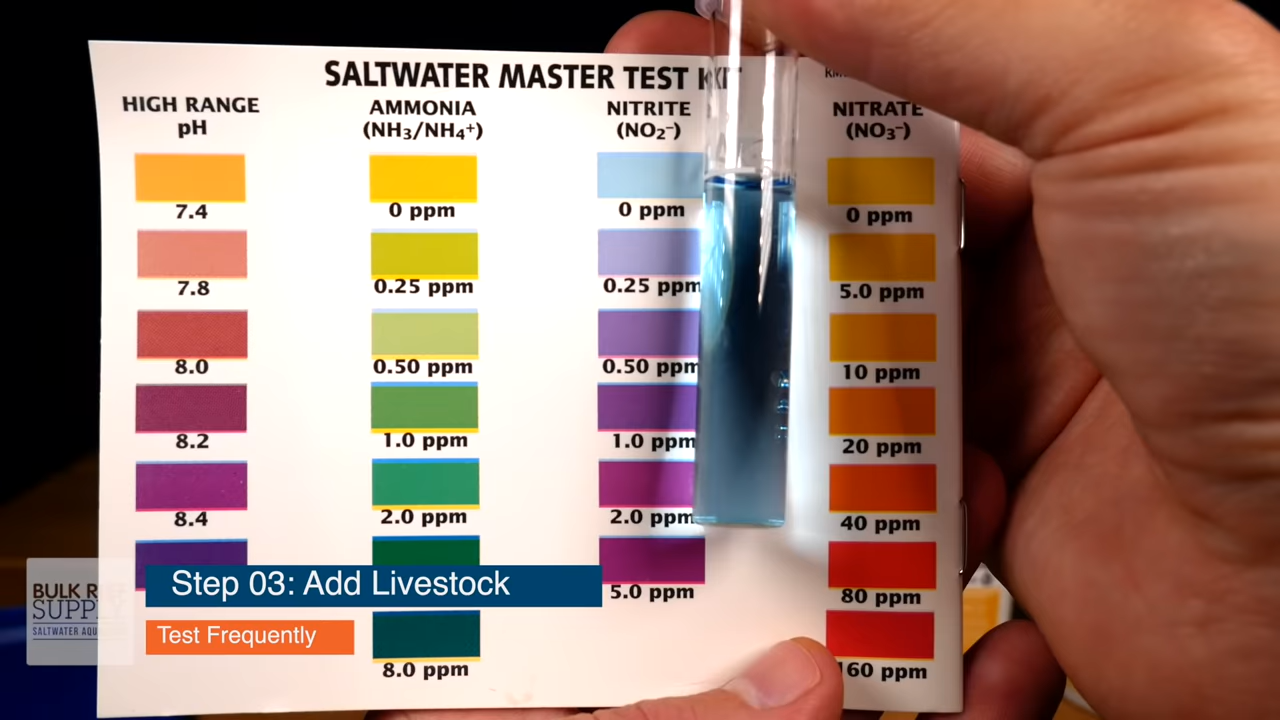 SALTWATER MASTER TEST KIT
HIGH RANGE
pH
7.4
7.8
8.0
8.2
8.4
AMMONIA
(NH₃/NH₄⁺)
0 ppm
0.25 ppm
0.50 ppm
1.0 ppm
2.0 ppm
8.0 ppm
NITRITE
(NO₂⁻)
0 ppm
0.25 ppm
0.50 ppm
1.0 ppm
2.0 ppm
5.0 ppm
NITRATE
(NO₃⁻)
0 ppm
5.0 ppm
10 ppm
20 ppm
40 ppm
80 ppm
160 ppm
Step 03: Add Livestock
Test Frequently
BULK
SUPPLY
SALTWATER